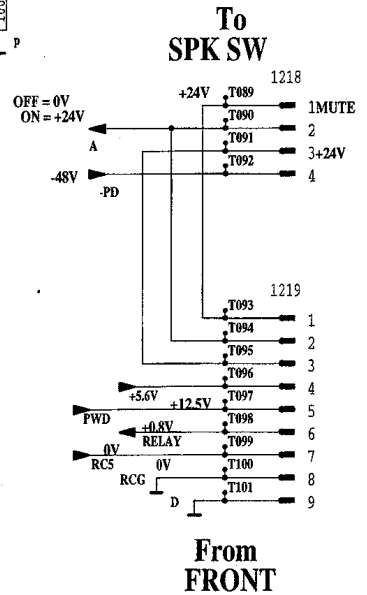 To
SPK SW
1218
+24V T089
1MUTE
OFF = 0V
ON = +24V
T090
2
A
T091
3+24V
T092
4
-48V
-PD
1219
T093
1
T094
2
T095
3
T096
4
+5.6V
T097
+12.5V
5
PWD
T098
+0.8V
6
RELAY
T099
0V
7
RC5
0V
T100
8
RCG
T101
9
D
From
FRONT
P